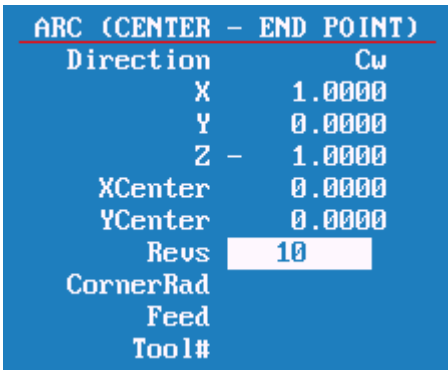 ARC (CENTER - END POINT)
Direction Cw
X 1.0000
Y 0.0000
Z - 1.0000
XCenter 0.0000
YCenter 0.0000
Revs 10
CornerRad
Feed
Tool#